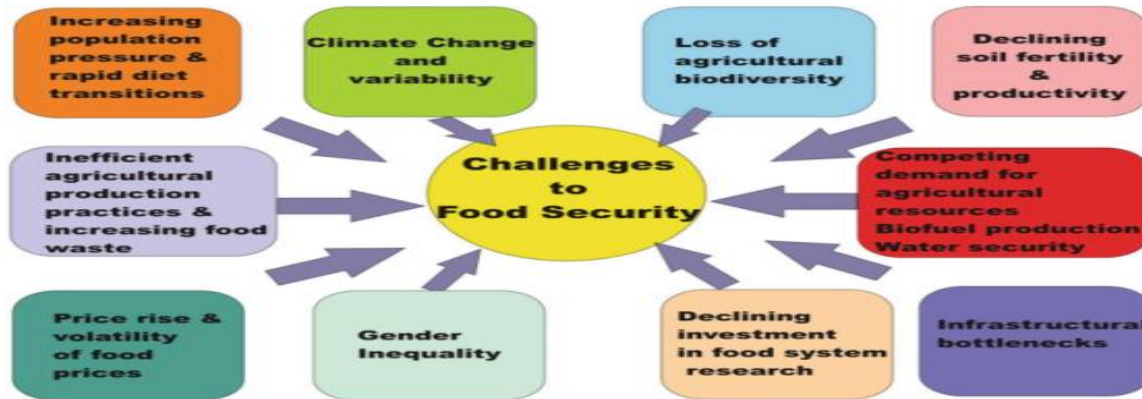 Increasing
population
pressure &
rapid diet
transitions
Climate Change
and
variability
Loss of
agricultural
biodiversity
Declining
soil fertility
&
productivity
Inefficient
agricultural
production
practices &
increasing food
waste
Challenges
to
Food Security
Competing
demand for
agricultural
resources
Biofuel production
Water security
Price rise &
volatility
of food
prices
Gender
Inequality
Declining
investment
in food system
research
Infrastructural
bottlenecks